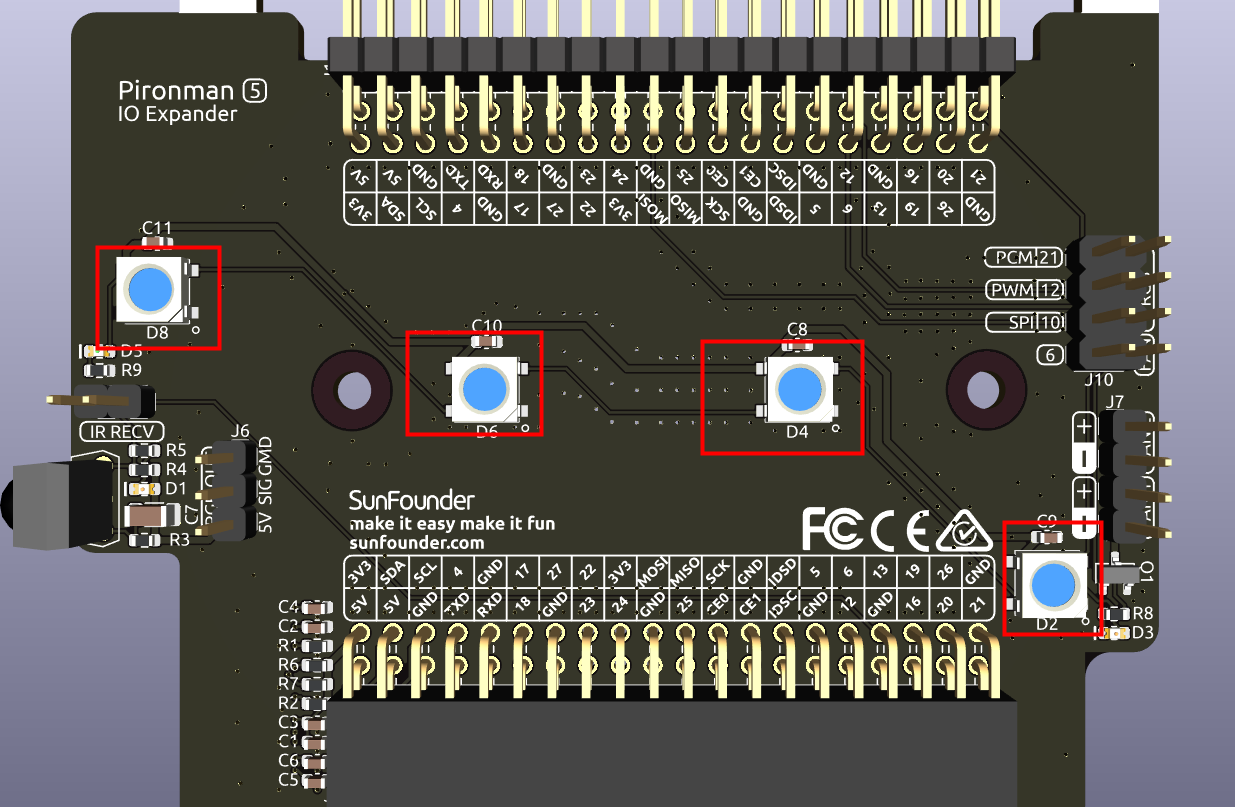 Pironman 5
IO Expander
5V 5V GND TXD RXD 18 GND 23 24 GND 25 CEC CE1 IDSC GND 12 GND 16 20 21
3V3 SDA SCL 4 GND 17 27 22 3V3 MOSI MISO SCK GND IDSD 5 6 13 19 26 GND
C11
D8
PCM 21
PWM 12
SPI 10
6
J10
C10
D6
C8
D4
D5
R9
IR RECV
J6
R5
R4
D1
C7
R3
5V SIG GMD
J7
+
+
SunFounder
make it easy make it fun
sunfounder.com
FC CE
C9
D2
Q1
R8
D3
3V3 SDA SCL 4 GND 17 27 22 3V3 MOSI MISO SCK GND IDSD 5 6 13 19 26 GND
5V 5V GND TXD RXD 18 GND 23 24 GND 25 CE0 CE1 IDSC GND 12 GND 16 20 21
C4
C2
R1
R6
R7
R2
C3
C1
C6
C5